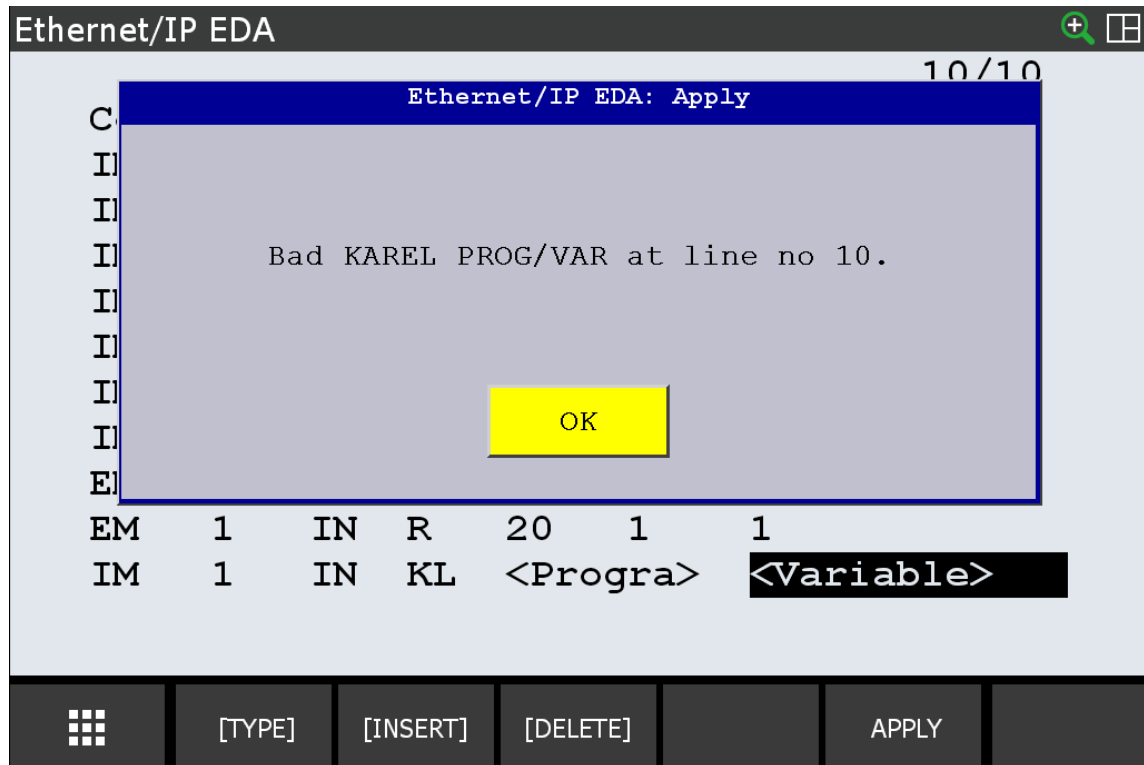 Ethernet/IP EDA
10/10
Ethernet/IP EDA: Apply
Bad KAREL PROG/VAR at line no 10.
OK
EM 1 IN R 20 1 1
IM 1 IN KL <Progra> <Variable>
[TYPE] [INSERT] [DELETE] APPLY